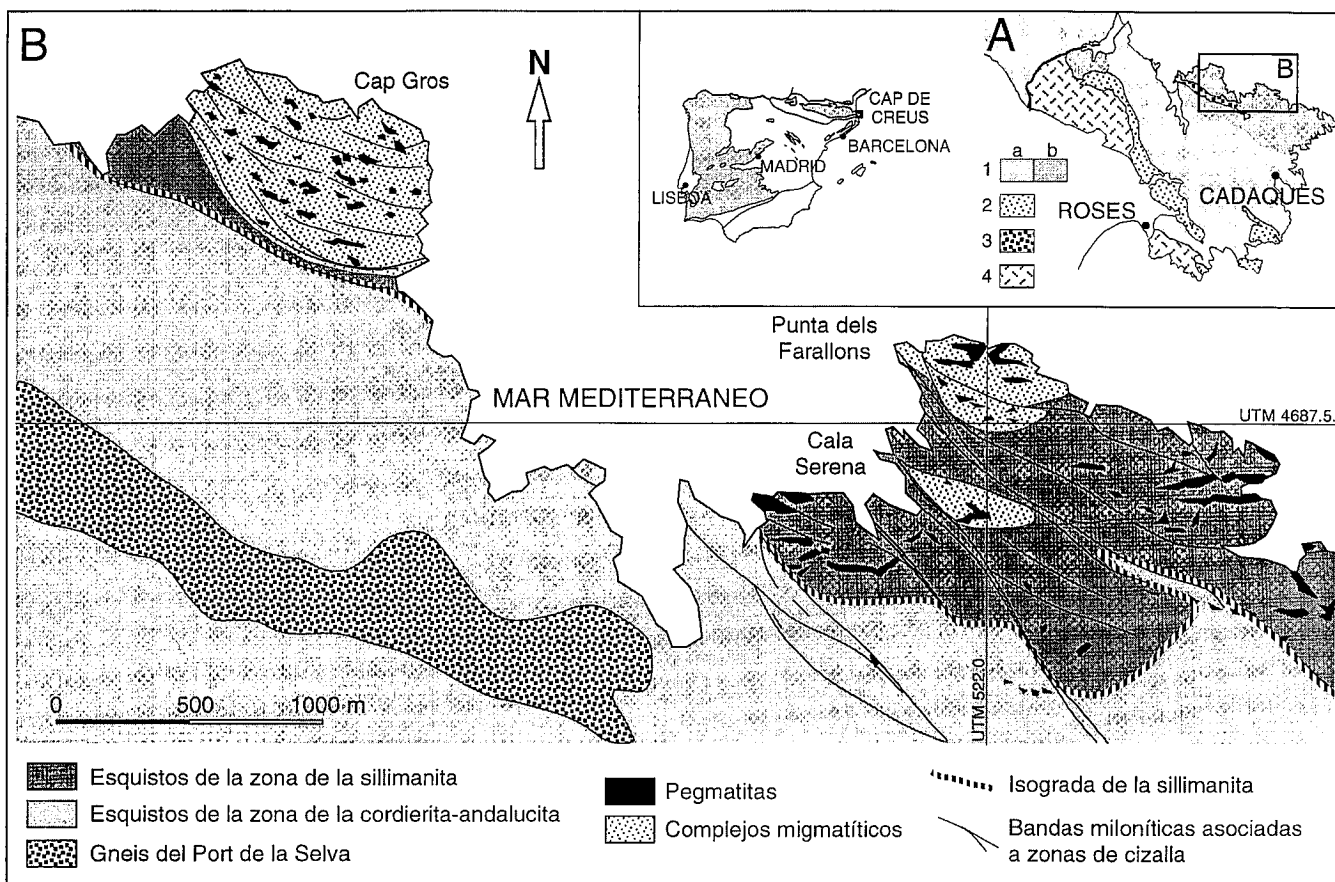 B
Cap Gros
N
A
B
CAP DE
CREUS
BARCELONA
MADRID
LISBOA
a b
1
2
3
4
ROSES
CADAQUES
Punta dels
Farallons
MAR MEDITERRANEO
UTM 4687.5.
Cala
Serena
UTM 522.0
0 500 1000 m
Esquistos de la zona de la sillimanita
Esquistos de la zona de la cordierita-andalucita
Gneis del Port de la Selva
Pegmatitas
Complejos migmatíticos
Isograda de la sillimanita
Bandas miloníticas asociadas
a zonas de cizalla